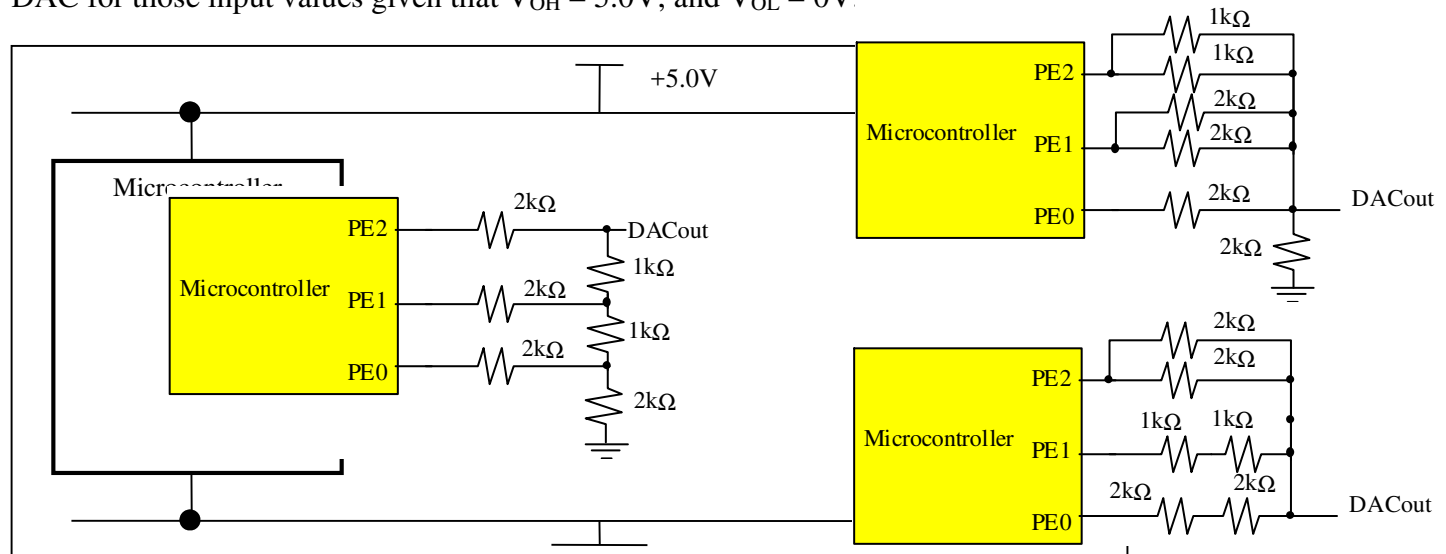 DAC for those input values given that VOH = 5.0V, and VOL = 0V.
+5.0V
Microcontroller
Microcontroller
PE2
PE1
PE0
2kΩ
2kΩ
2kΩ
DACout
1kΩ
1kΩ
2kΩ
Microcontroller
PE2
PE1
PE0
1kΩ
1kΩ
2kΩ
2kΩ
2kΩ
DACout
2kΩ
Microcontroller
PE2
PE1
PE0
2kΩ
2kΩ
1kΩ 1kΩ
2kΩ 2kΩ
DACout